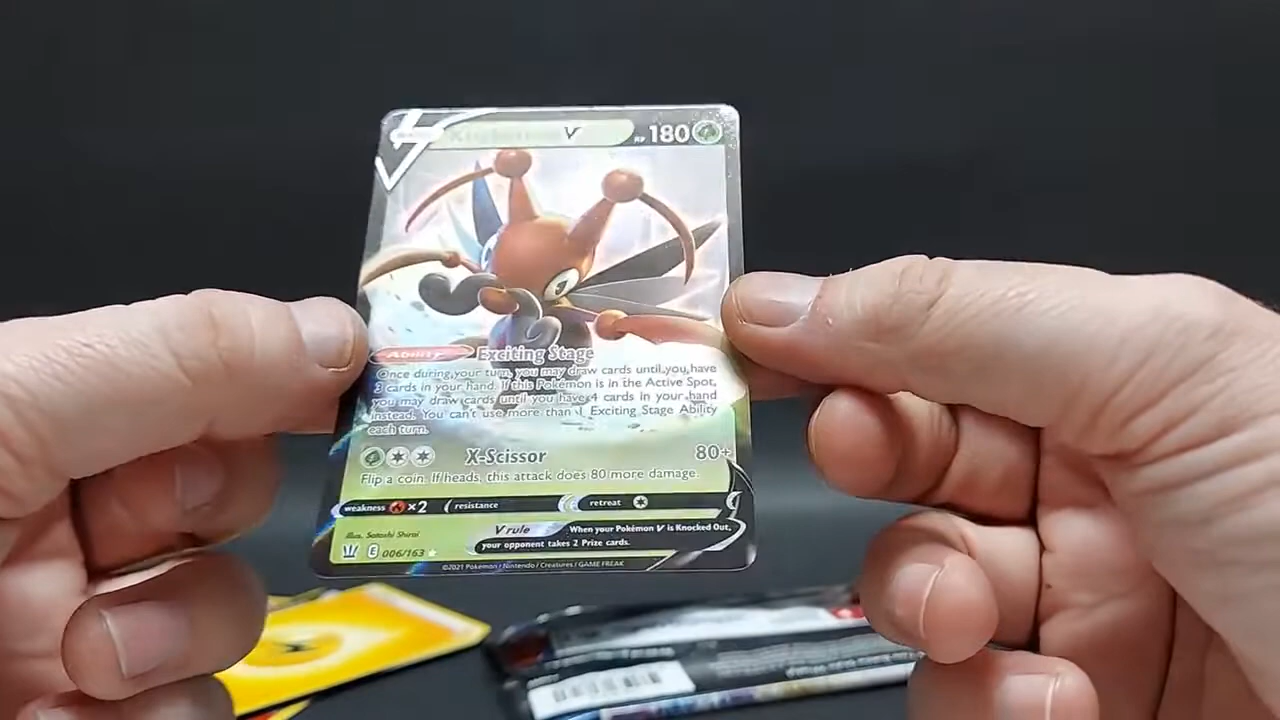 V
HP 180
Ability Exciting Stage
Once during your turn, you may draw cards until you have
3 cards in your hand. If this Pokémon is in the Active Spot,
you may draw cards until you have 4 cards in your hand
instead. You can't use more than 1 Exciting Stage Ability
each turn.
X-Scissor 80+
Flip a coin. If heads, this attack does 80 more damage.
weakness ×2 resistance retreat
V rule When your Pokémon V is Knocked Out,
your opponent takes 2 Prize cards.
Illus. Satoshi Shirai
E 006/163
©2021 Pokémon / Nintendo / Creatures / GAME FREAK